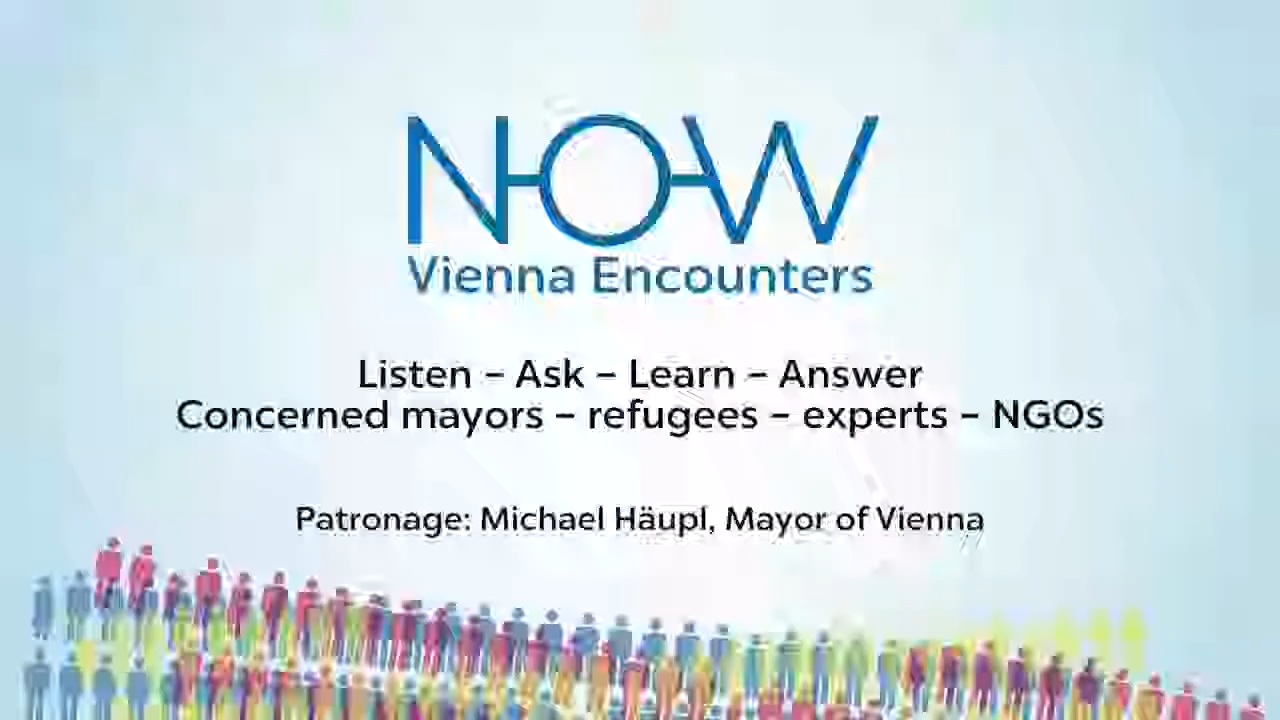 NOW
Vienna Encounters
Listen – Ask – Learn – Answer
Concerned mayors – refugees – experts – NGOs
Patronage: Michael Häupl, Mayor of Vienna